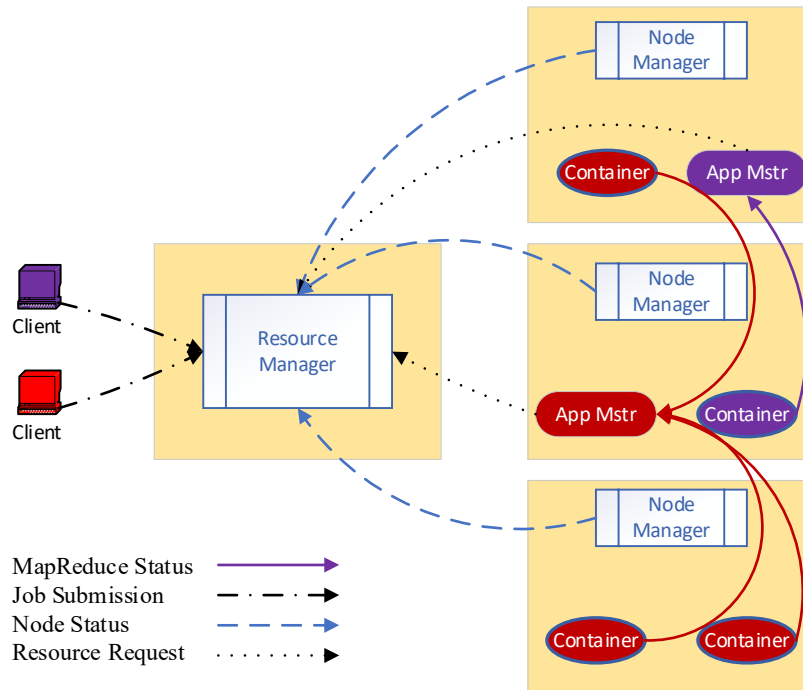 Node
Manager
Container
App Mstr
Client
Client
Resource
Manager
Node
Manager
App Mstr
Container
Node
Manager
Container
Container
MapReduce Status
Job Submission
Node Status
Resource Request